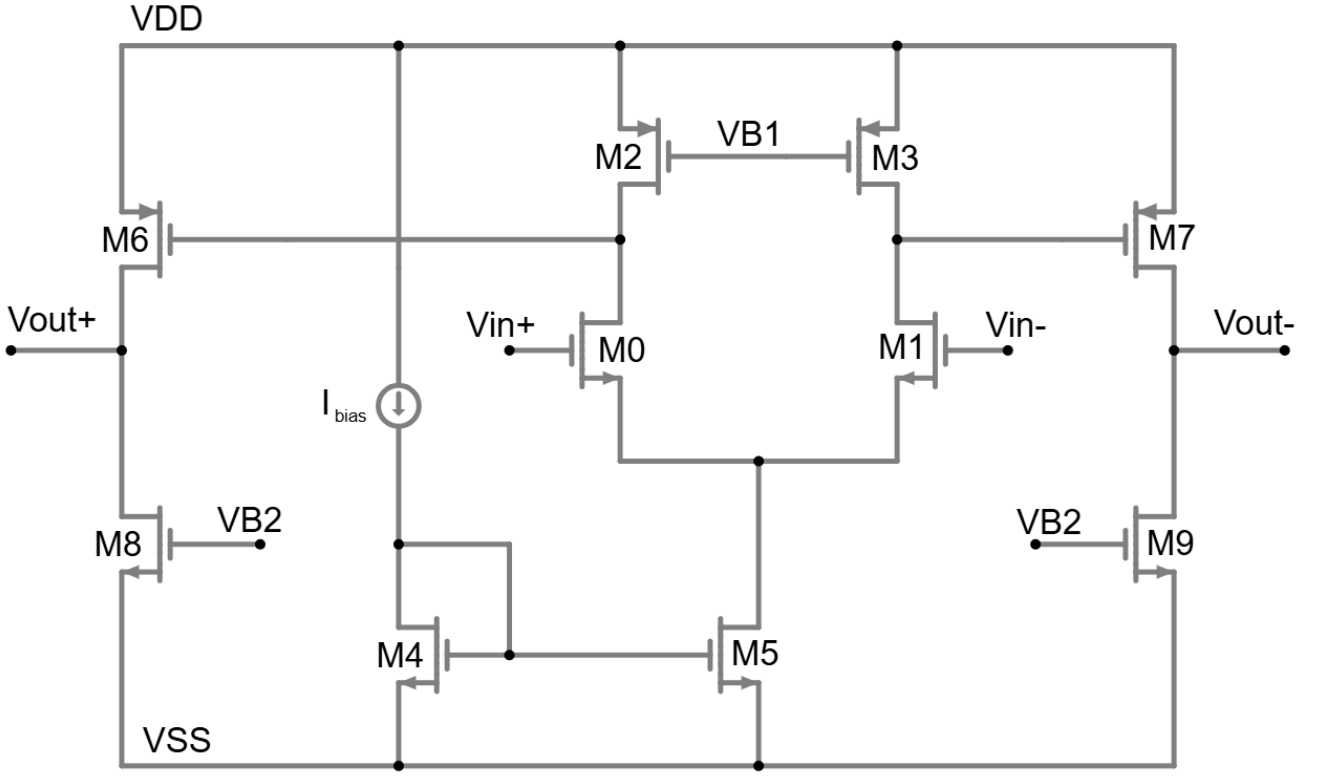 VDD
M2
VB1
M3
M6
M7
Vout+
Vin+
M0
M1
Vin-
Vout-
I bias
M8
VB2
VB2
M9
M4
M5
VSS